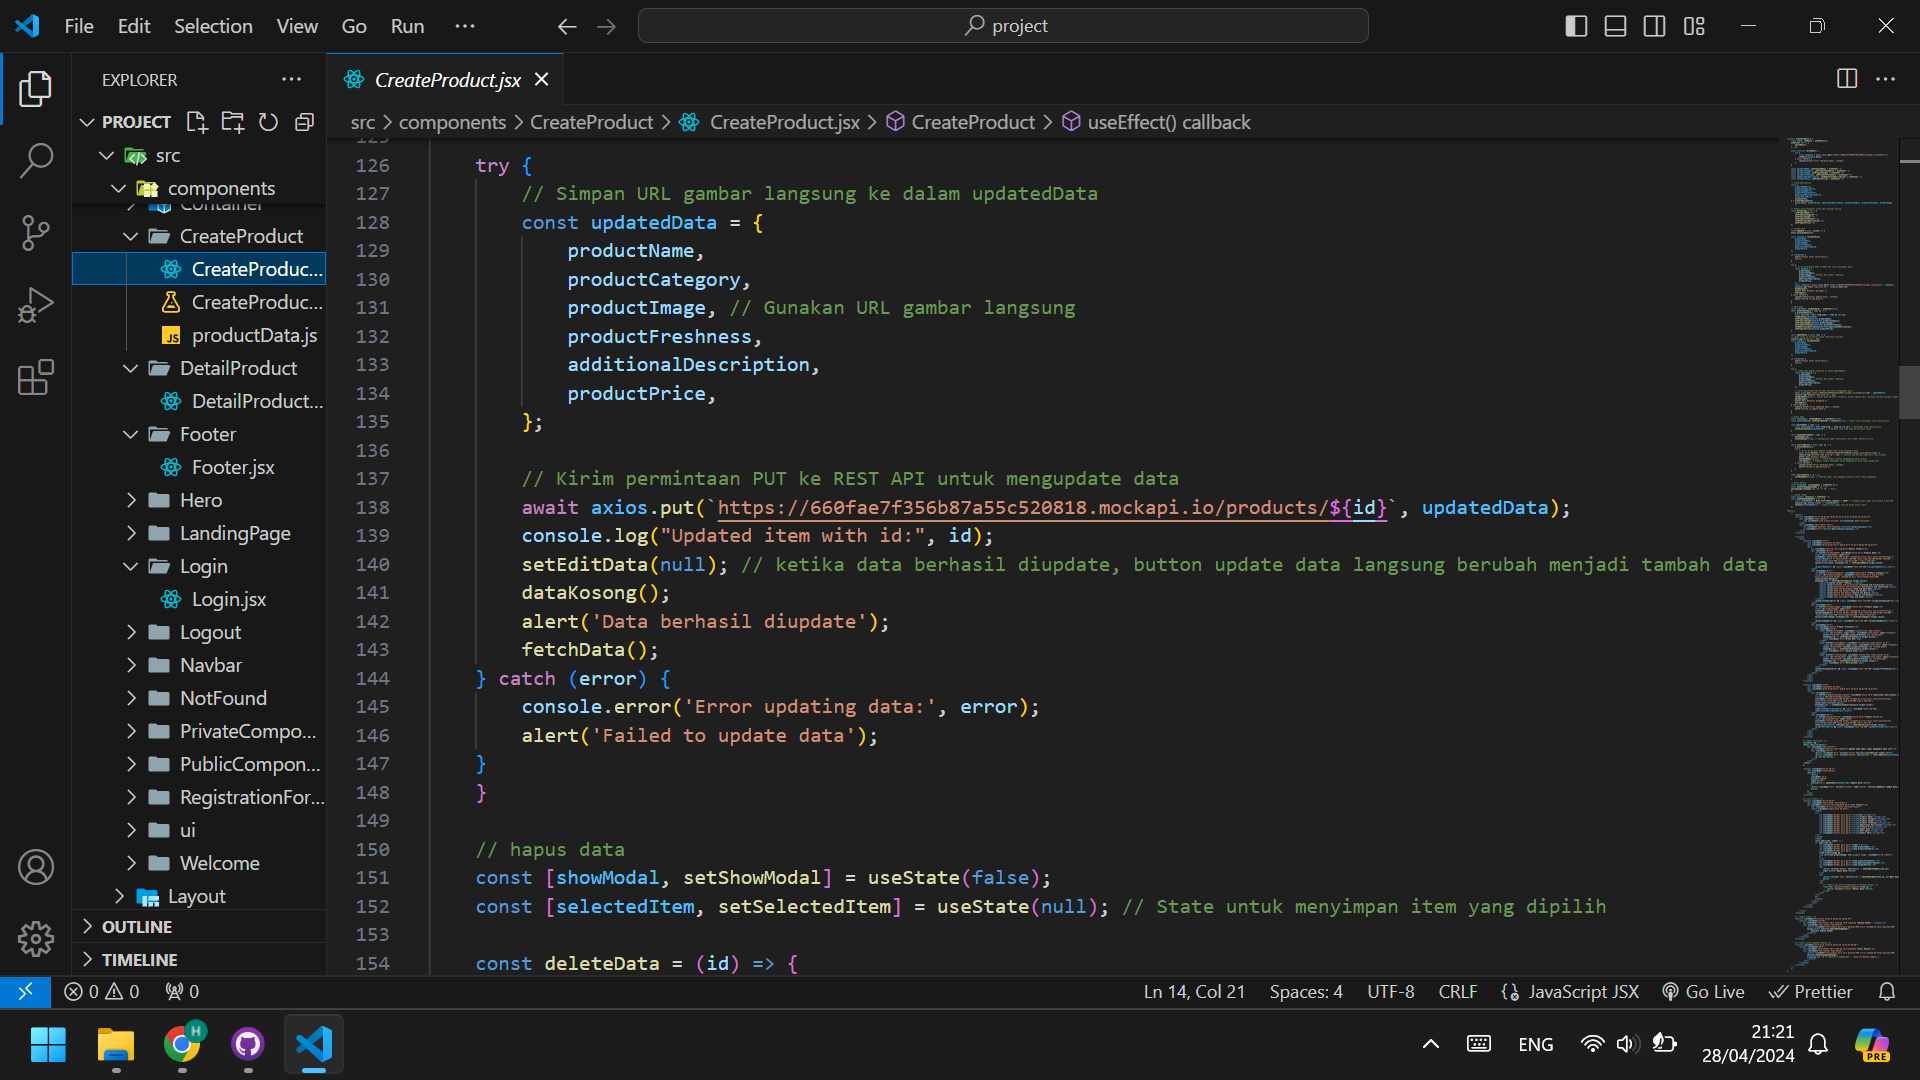 File Edit Selection View Go Run
project
EXPLORER
CreateProduct.jsx
PROJECT
src > components > CreateProduct > CreateProduct.jsx > CreateProduct > useEffect() callback
src
components
Container
CreateProduct
CreateProduc...
CreateProduc...
productData.js
DetailProduct
DetailProduct...
Footer
Footer.jsx
Hero
LandingPage
Login
Login.jsx
Logout
Navbar
NotFound
PrivateCompo...
PublicCompon...
RegistrationFor...
ui
Welcome
Layout
OUTLINE
TIMELINE
125
126 try {
127 // Simpan URL gambar langsung ke dalam updatedData
128 const updatedData = {
129 productName,
130 productCategory,
131 productImage, // Gunakan URL gambar langsung
132 productFreshness,
133 additionalDescription,
134 productPrice,
135 };
136
137 // Kirim permintaan PUT ke REST API untuk mengupdate data
138 await axios.put(`https://660fae7f356b87a55c520818.mockapi.io/products/${id}`, updatedData);
139 console.log("Updated item with id:", id);
140 setEditData(null); // ketika data berhasil diupdate, button update data langsung berubah menjadi tambah data
141 dataKosong();
142 alert('Data berhasil diupdate');
143 fetchData();
144 } catch (error) {
145 console.error('Error updating data:', error);
146 alert('Failed to update data');
147 }
148 }
149
150 // hapus data
151 const [showModal, setShowModal] = useState(false);
152 const [selectedItem, setSelectedItem] = useState(null); // State untuk menyimpan item yang dipilih
153
154 const deleteData = (id) => {
0 0 0
Ln 14, Col 21 Spaces: 4 UTF-8 CRLF JavaScript JSX Go Live Prettier
H
ENG
21:21
28/04/2024
PRE